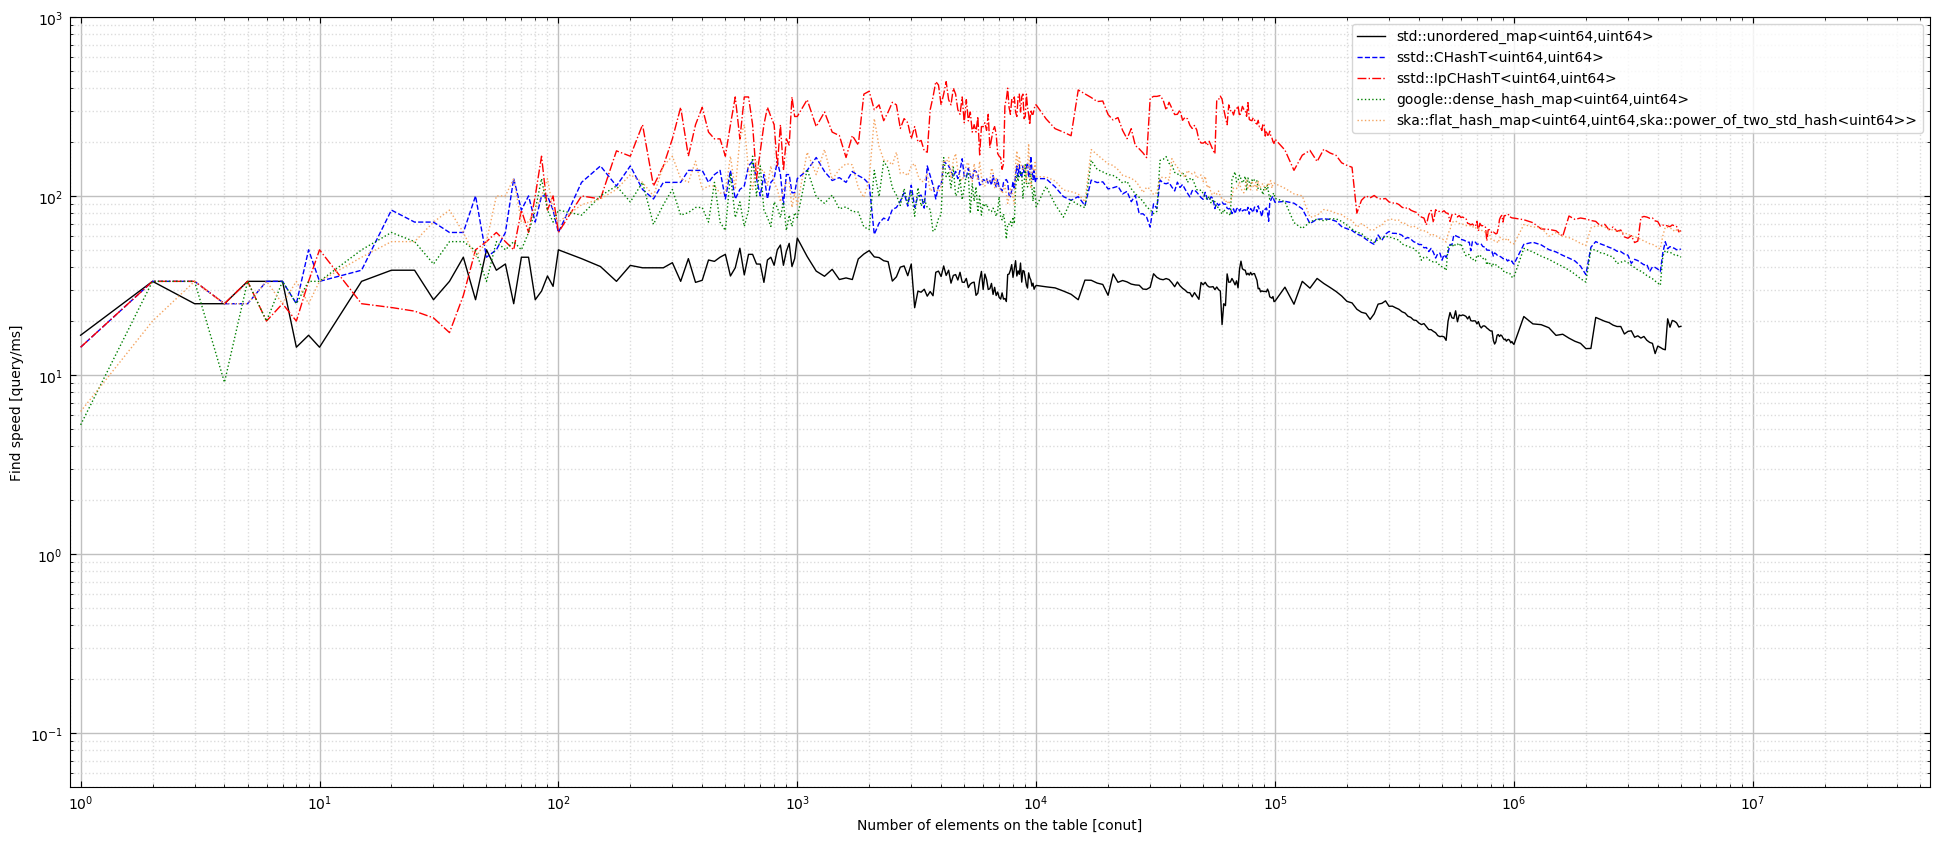 10³
10²
10¹
10⁰
10⁻¹
Find speed [query/ms]
std::unordered_map<uint64,uint64>
sstd::CHashT<uint64,uint64>
sstd::IpCHashT<uint64,uint64>
google::dense_hash_map<uint64,uint64>
ska::flat_hash_map<uint64,uint64,ska::power_of_two_std_hash<uint64>>
10⁰ 10¹ 10² 10³ 10⁴ 10⁵ 10⁶ 10⁷
Number of elements on the table [conut]